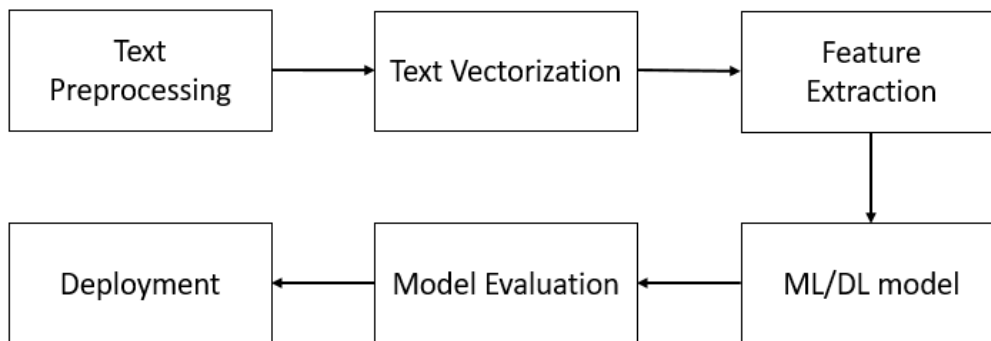 Text
Preprocessing
Text Vectorization
Feature
Extraction
ML/DL model
Model Evaluation
Deployment